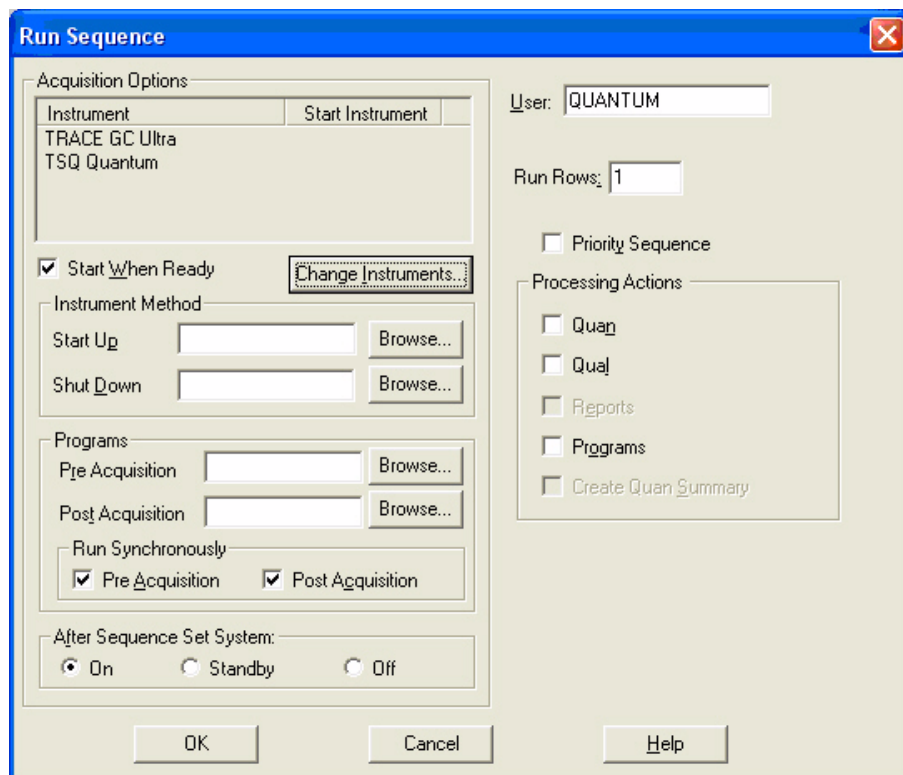 Run Sequence
Acquisition Options
Instrument Start Instrument
TRACE GC Ultra
TSQ Quantum
Start When Ready
Change Instruments...
Instrument Method
Start Up
Browse...
Shut Down
Browse...
Programs
Pre Acquisition
Browse...
Post Acquisition
Browse...
Run Synchronously
Pre Acquisition
Post Acquisition
After Sequence Set System:
On
Standby
Off
User: QUANTUM
Run Rows: 1
Priority Sequence
Processing Actions
Quan
Qual
Reports
Programs
Create Quan Summary
OK
Cancel
Help